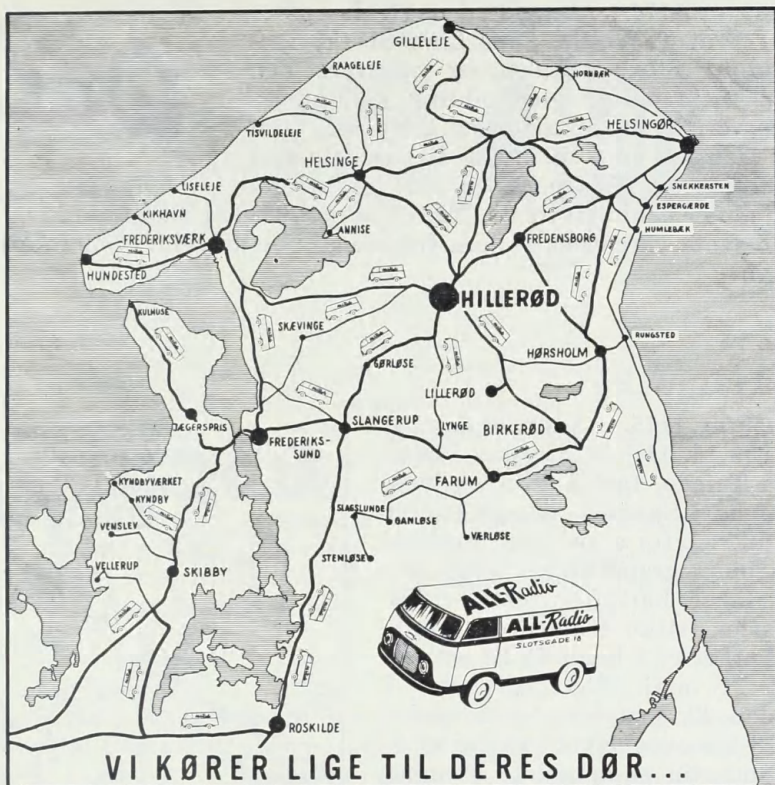 GILLELEJE
RAAGELEJE
HORNBÆK
TISVILDELEJE
HELSINGØR
HELSINGE
SNEKKERSTEN
LISELEJE
ESPERGÆRDE
KIKHAVN
ANNISE
HUMLEBÆK
FREDERIKSVÆRK
FREDENSBORG
HUNDESTED
HILLERØD
KULHUSE
SKÆVINGE
RUNGSTED
HØRSHOLM
GØRLØSE
LILLERØD
JÆGERSPRIS
SLANGERUP
LYNGE
BIRKERØD
FREDERIKS-
SUND
FARUM
KYNDBYVÆRKET
KYNDBY
SLAGSLUNDE
GANLØSE
VENSLEV
VÆRLØSE
STENLØSE
VELLERUP
SKIBBY
ALL-Radio
ALL-Radio
SLOTSGADE 18
ROSKILDE
VI KØRER LIGE TIL DERES DØR...